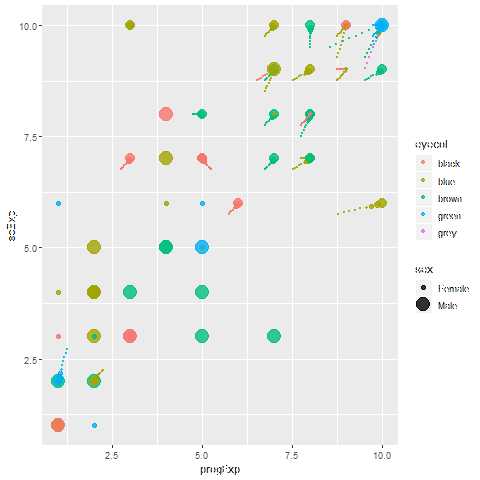 10.0
7.5
5.0
2.5
scExp
2.5
5.0
7.5
10.0
progExp
eyecol
black
blue
brown
green
grey
sex
Female
Male